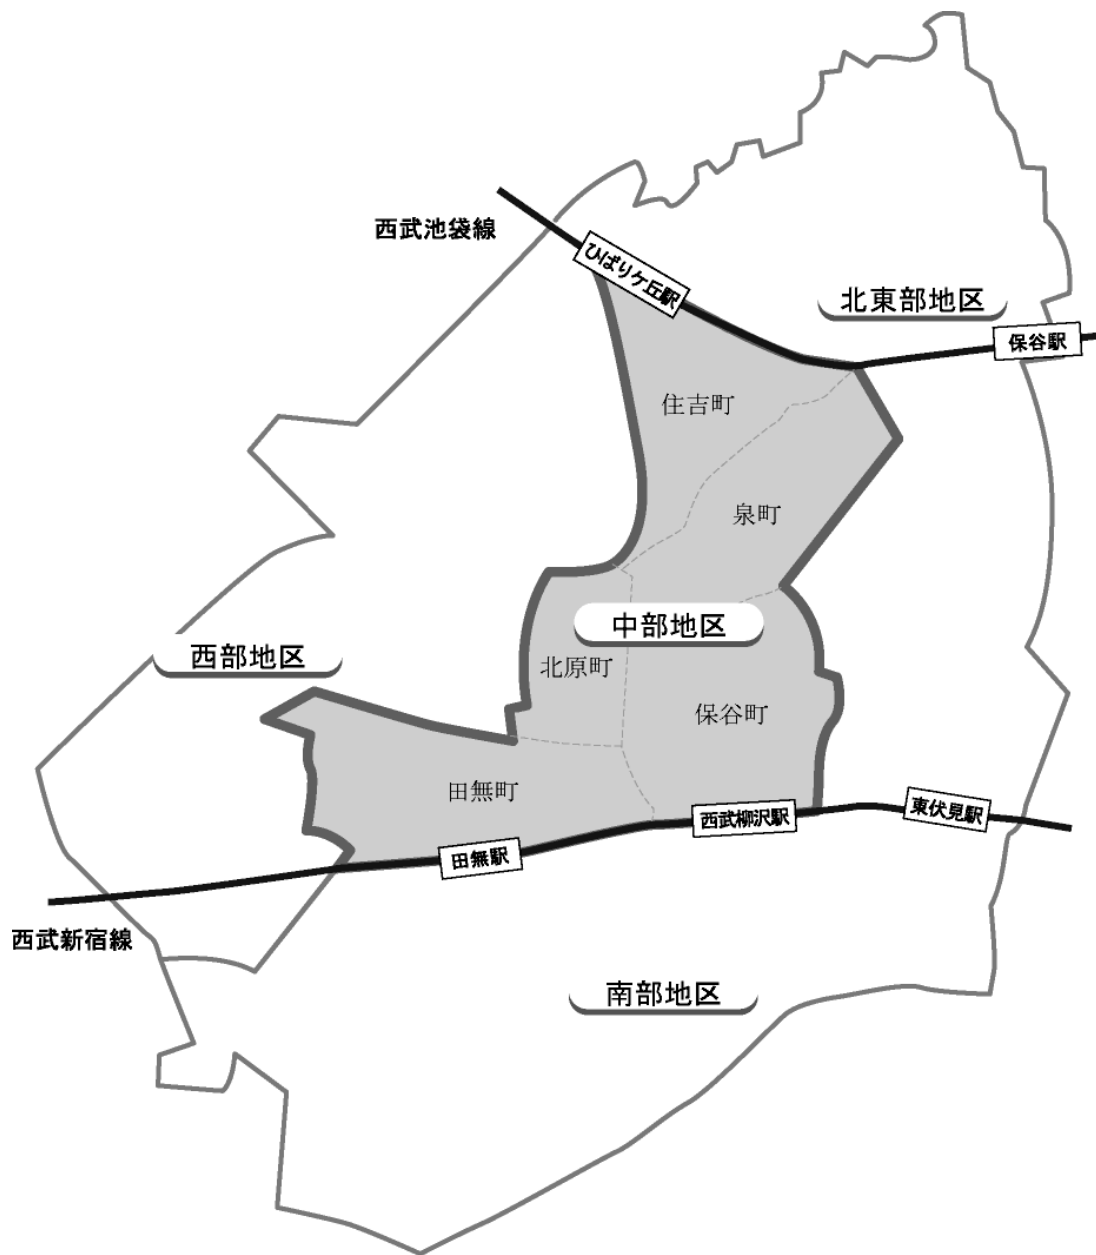 西武池袋線
ひばりケ丘駅
北東部地区
保谷駅
住吉町
泉町
中部地区
西部地区
北原町
保谷町
田無町
西武柳沢駅
東伏見駅
田無駅
西武新宿線
南部地区